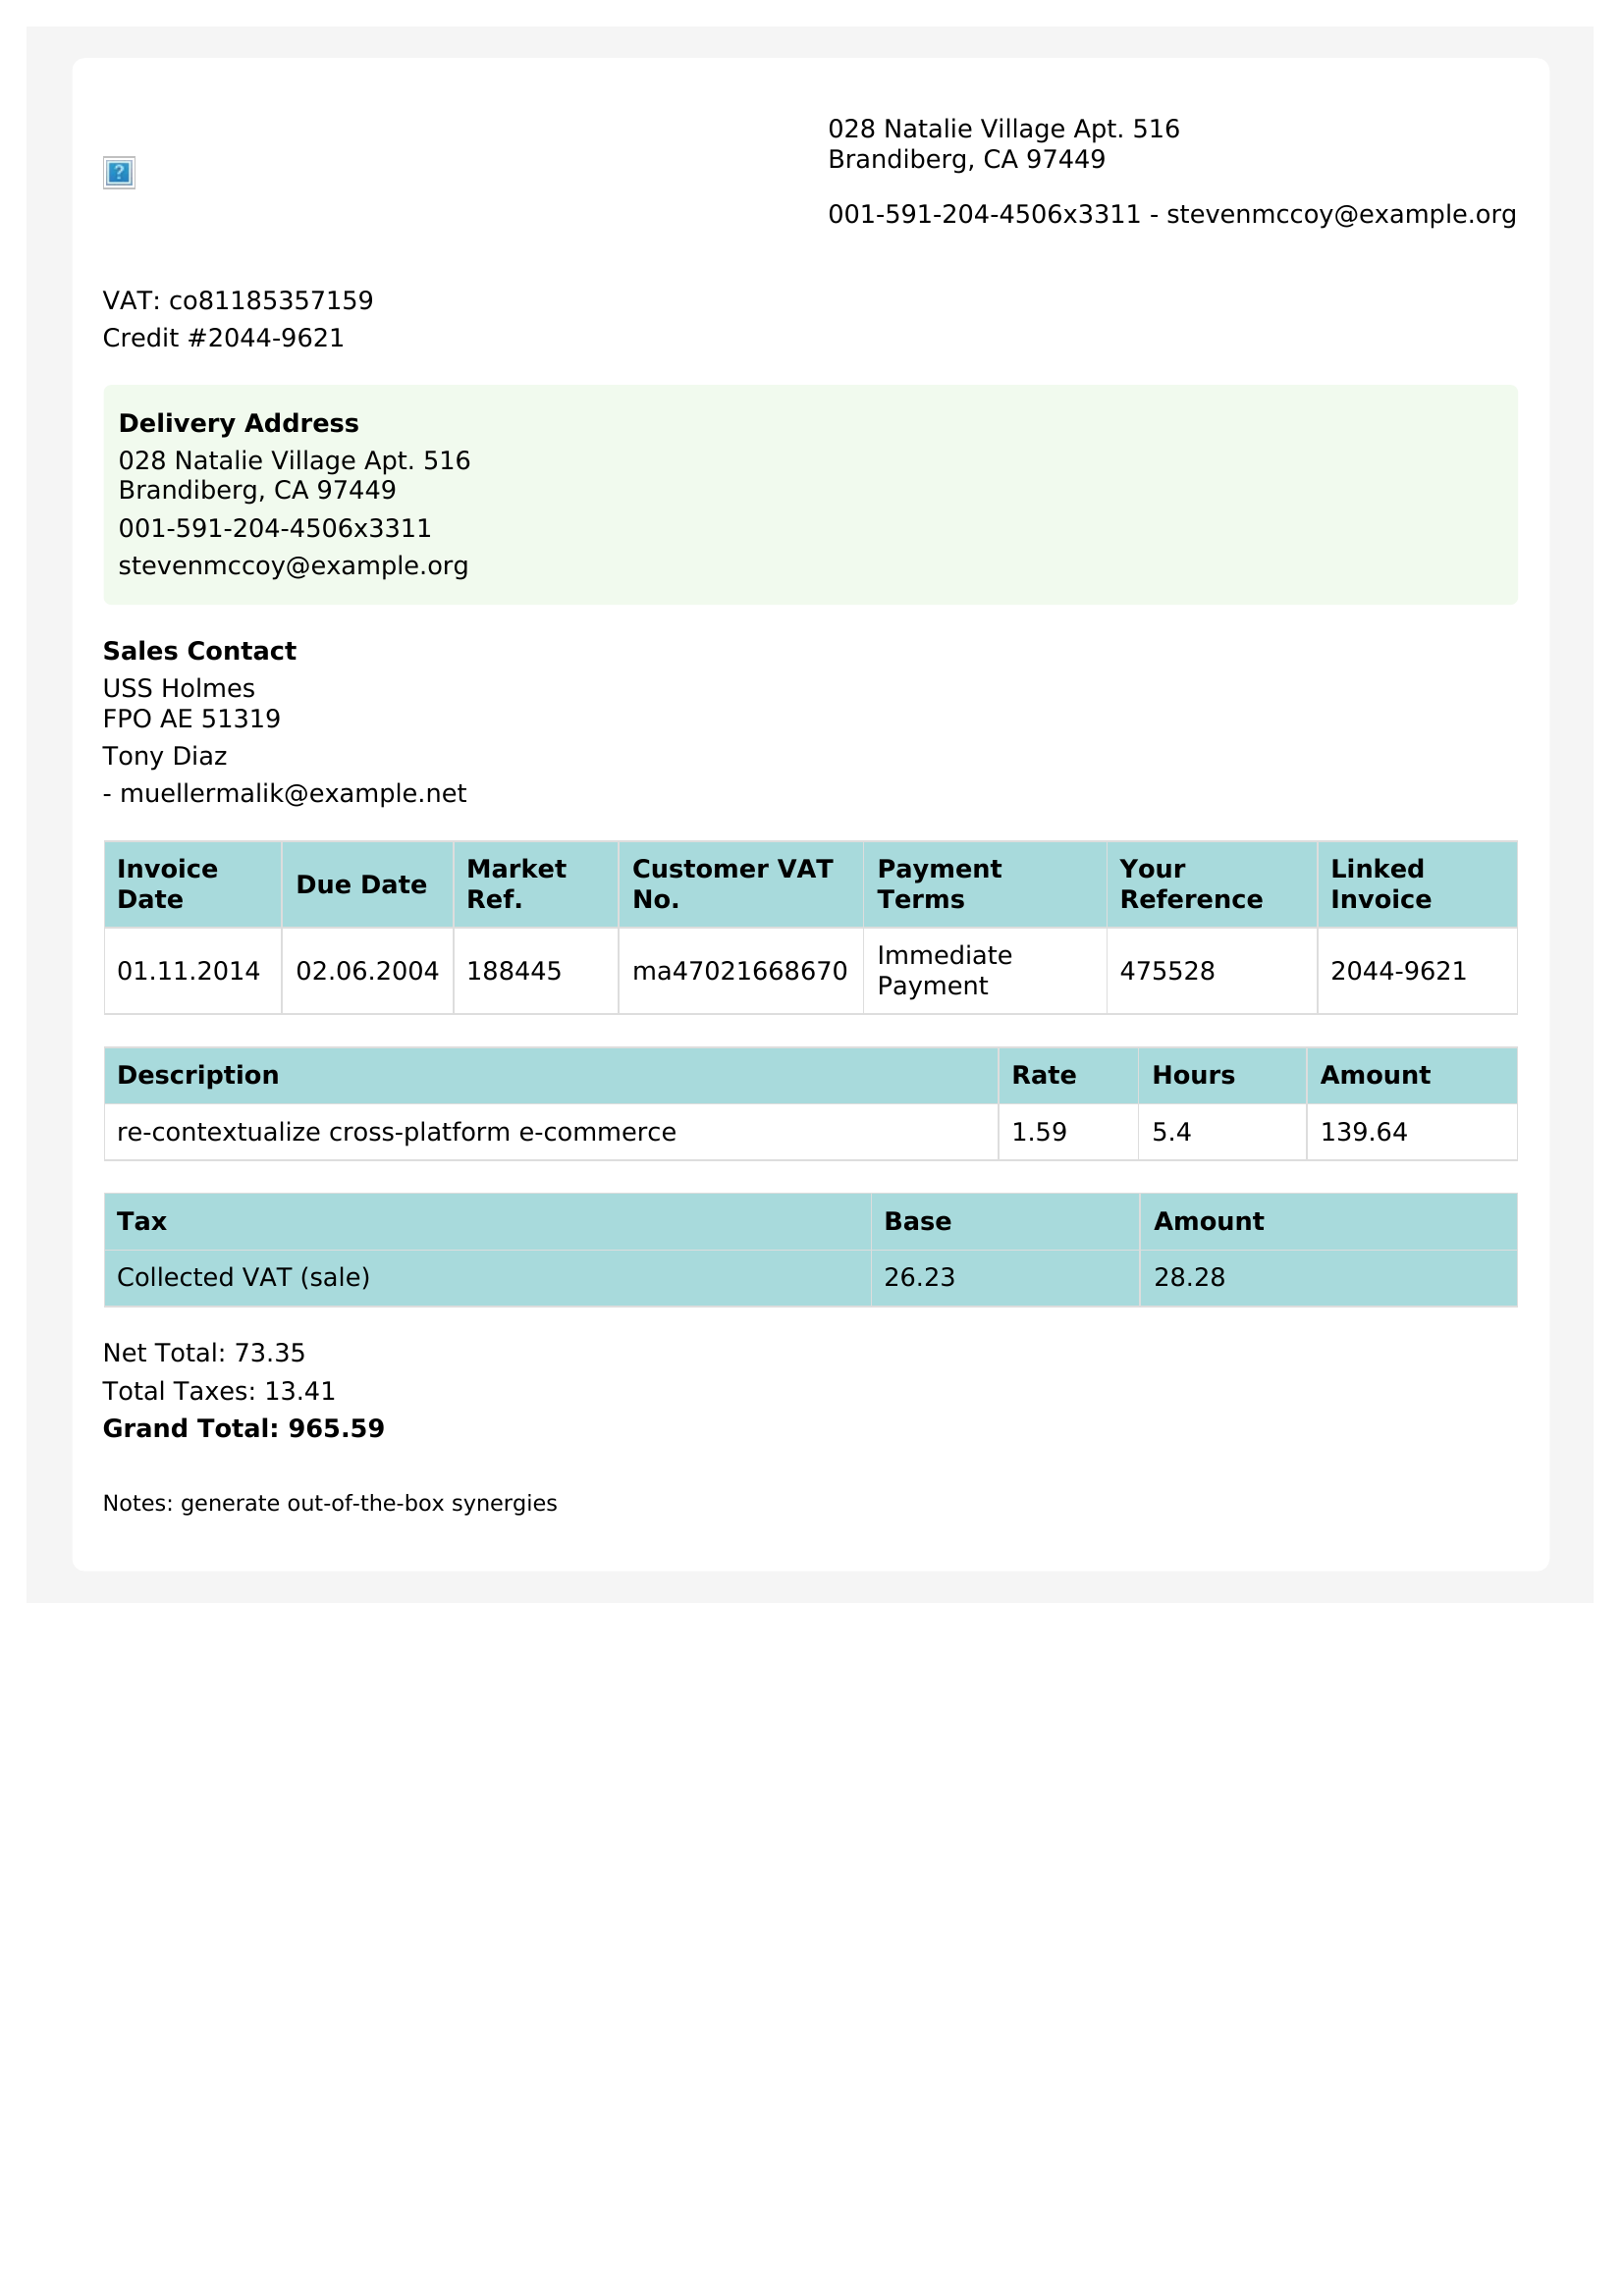 028 Natalie Village Apt. 516
Brandiberg, CA 97449
001-591-204-4506x3311 - stevenmccoy@example.org
VAT: co81185357159
Credit #2044-9621
Delivery Address
028 Natalie Village Apt. 516
Brandiberg, CA 97449
001-591-204-4506x3311
stevenmccoy@example.org
Sales Contact
USS Holmes
FPO AE 51319
Tony Diaz
- muellermalik@example.net
Invoice Date Due Date Market Ref. Customer VAT No. Payment Terms Your Reference Linked Invoice
01.11.2014 02.06.2004 188445 ma47021668670 Immediate Payment 475528 2044-9621
Description Rate Hours Amount
re-contextualize cross-platform e-commerce 1.59 5.4 139.64
Tax Base Amount
Collected VAT (sale) 26.23 28.28
Net Total: 73.35
Total Taxes: 13.41
Grand Total: 965.59
Notes: generate out-of-the-box synergies